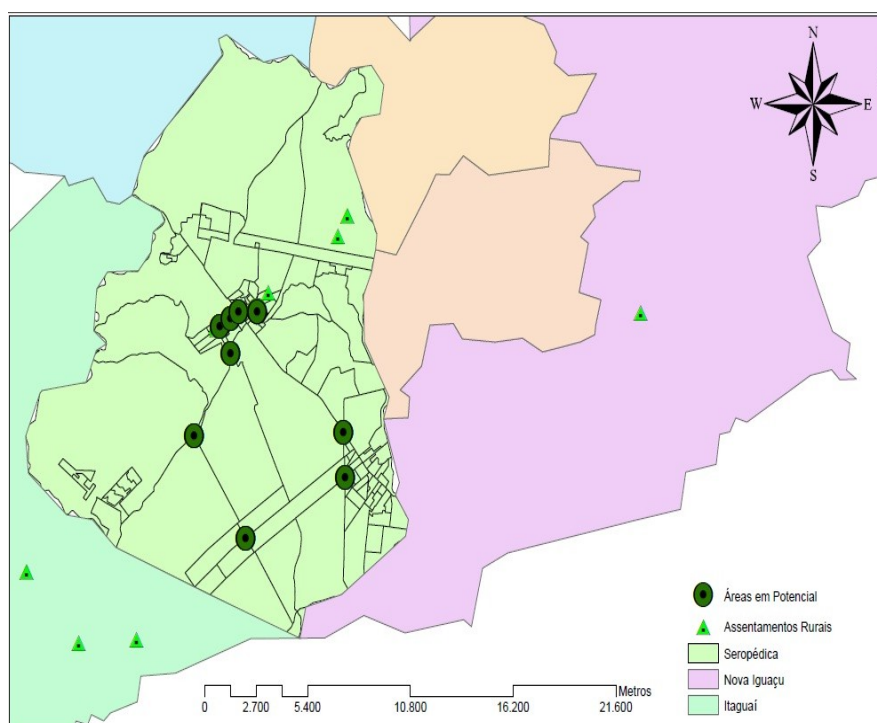 N
W E
S
Áreas em Potencial
Assentamentos Rurais
Seropédica
Nova Iguaçu
Itaguaí
Metros
0 2.700 5.400 10.800 16.200 21.600